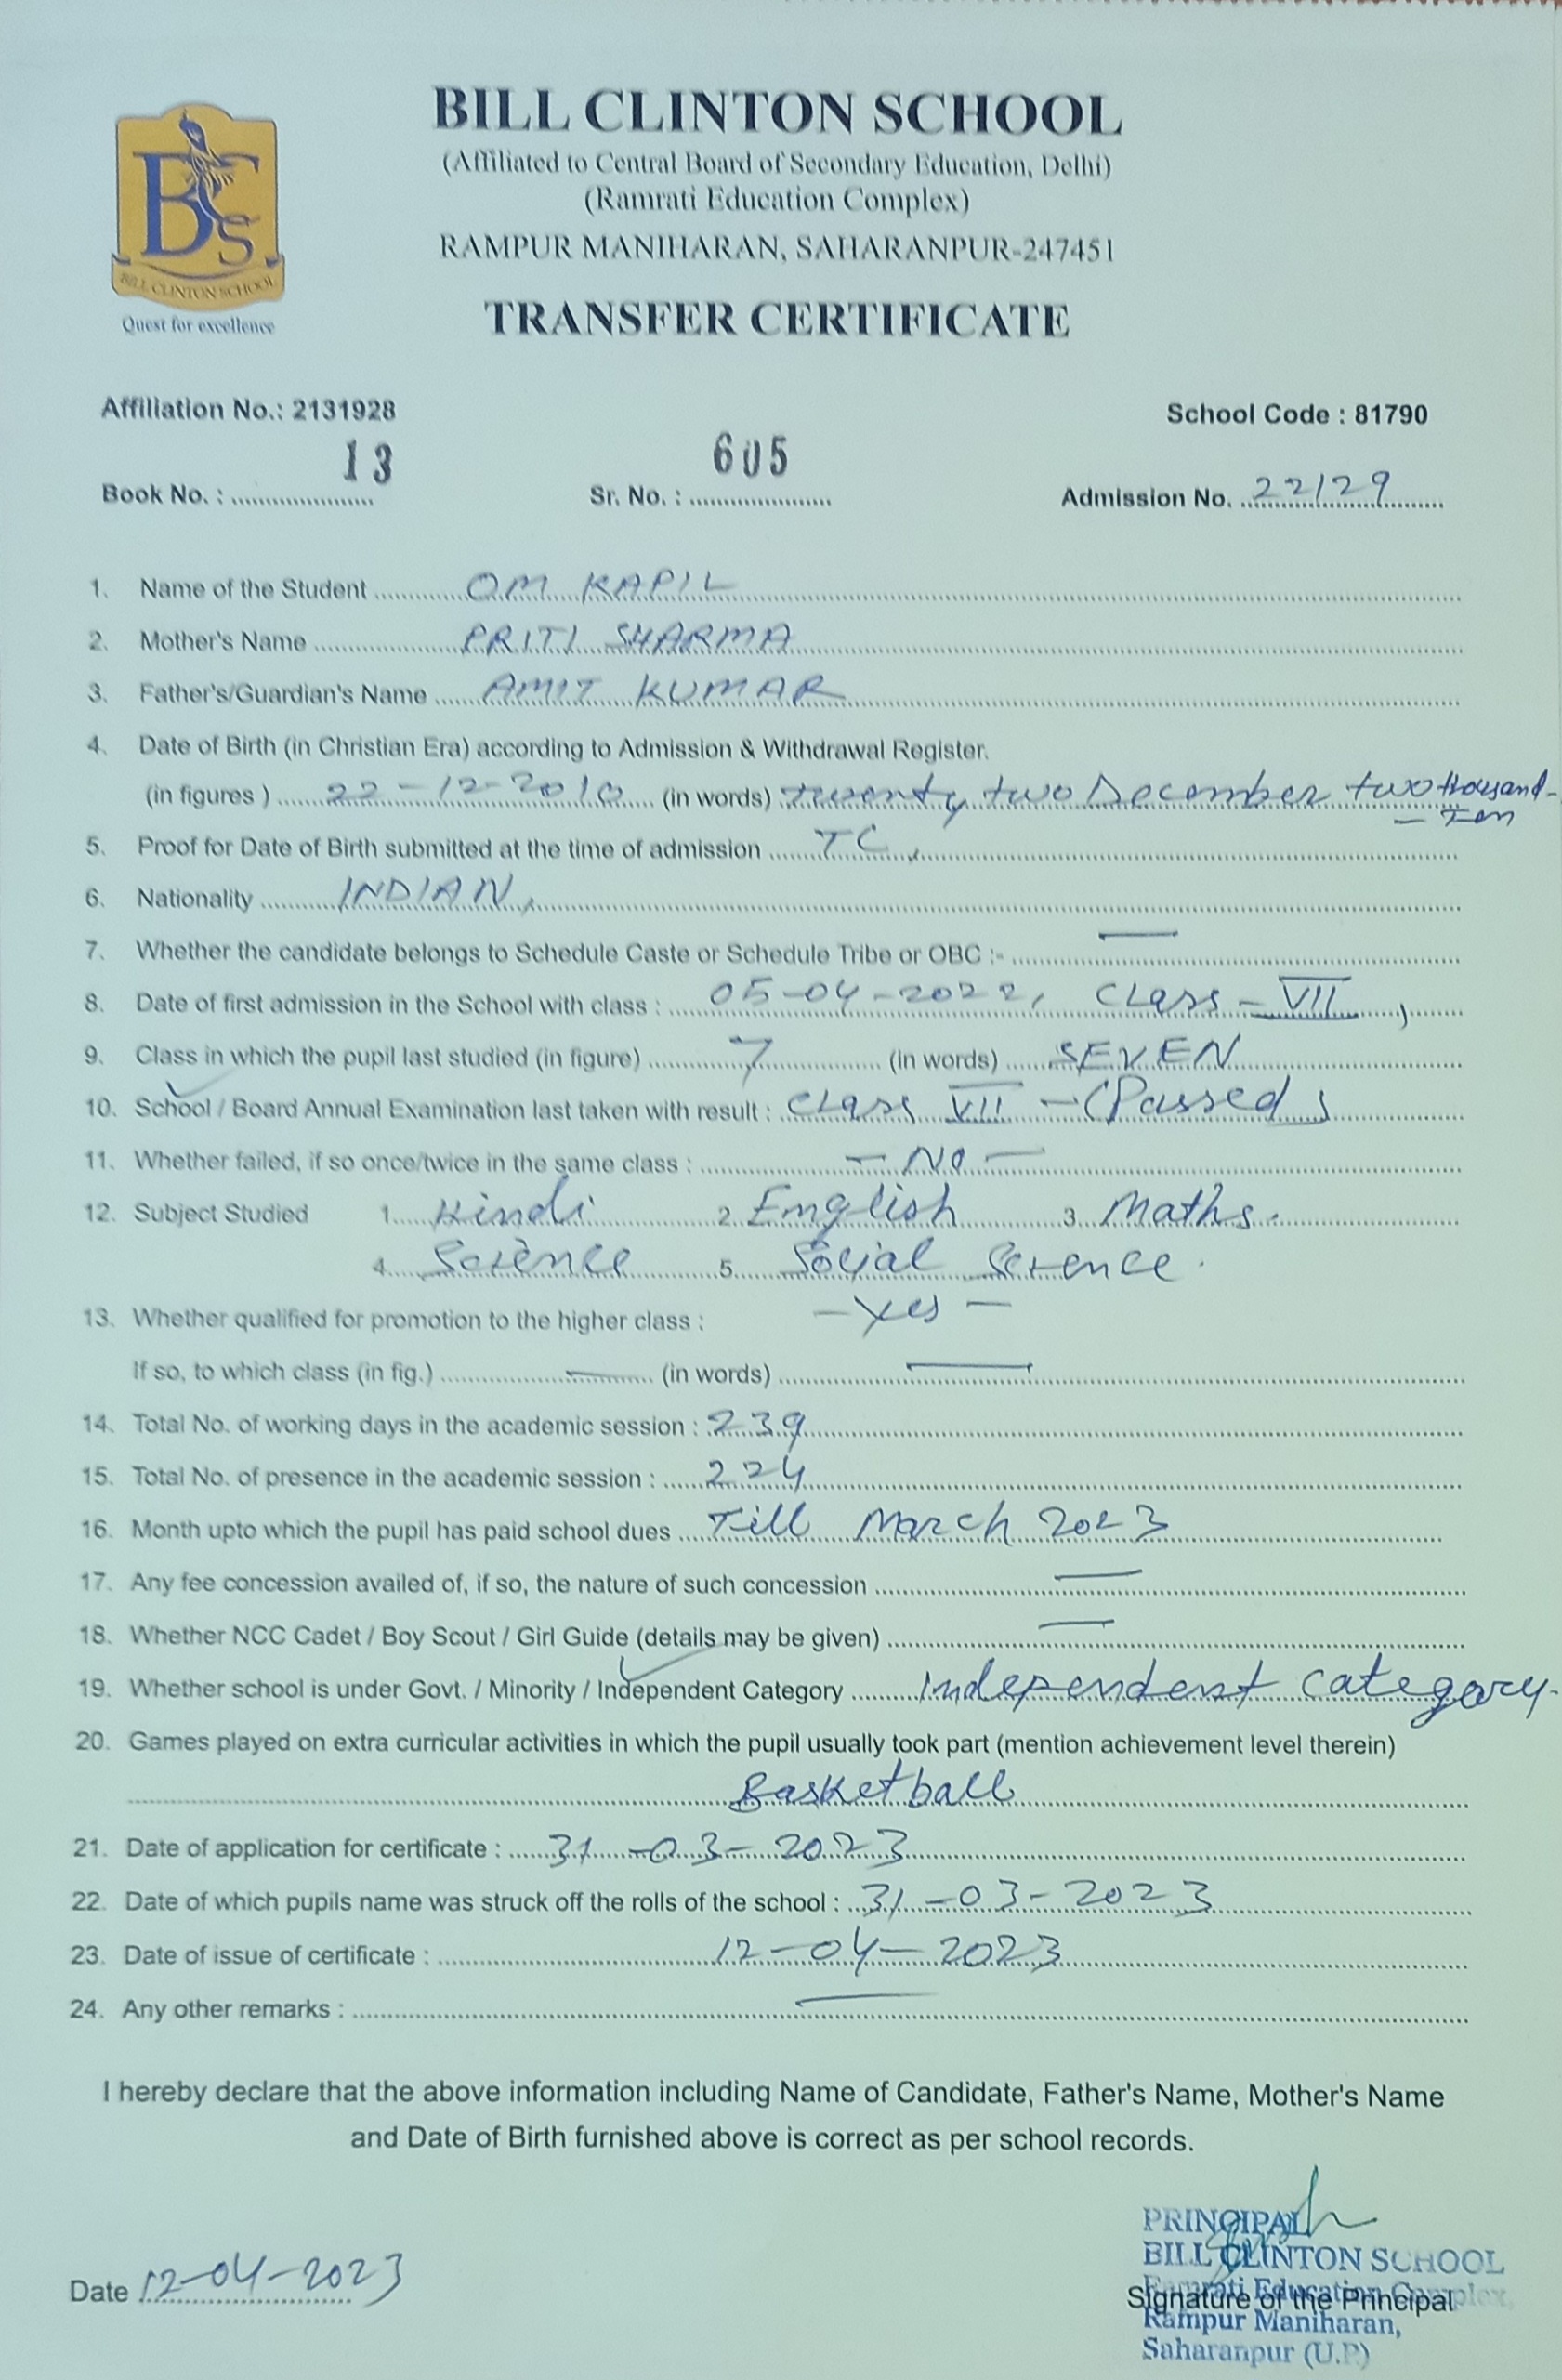 BILL CLINTON SCHOOL
(Affiliated to Central Board of Secondary Education, Delhi)
(Ramrati Education Complex)
RAMPUR MANIHARAN, SAHARANPUR-247451
BCS
BILL CLINTON SCHOOL
Quest for excellence
TRANSFER CERTIFICATE
Affiliation No.: 2131928 School Code : 81790
Book No. : 13 Sr. No. : 605 Admission No. 22/29
1. Name of the Student OM KAPIL
2. Mother's Name PRITI SHARMA
3. Father's/Guardian's Name AMIT KUMAR
4. Date of Birth (in Christian Era) according to Admission & Withdrawal Register.
(in figures ) 22-12-2010 (in words) Twenty two December two thousand-
- Ten
5. Proof for Date of Birth submitted at the time of admission TC,
6. Nationality INDIAN,
7. Whether the candidate belongs to Schedule Caste or Schedule Tribe or OBC :- —
8. Date of first admission in the School with class : 05-04-2022, Class - VII,
9. Class in which the pupil last studied (in figure) 7 (in words) SEVEN
10. School / Board Annual Examination last taken with result : Class VII - (Passed)
11. Whether failed, if so once/twice in the same class : - No -
12. Subject Studied 1. Hindi 2. English 3. Maths.
4. Science 5. Social Science.
13. Whether qualified for promotion to the higher class : - Yes -
If so, to which class (in fig.) — (in words) —
14. Total No. of working days in the academic session : 239
15. Total No. of presence in the academic session : 224
16. Month upto which the pupil has paid school dues Till March 2023
17. Any fee concession availed of, if so, the nature of such concession —
18. Whether NCC Cadet / Boy Scout / Girl Guide (details may be given) —
19. Whether school is under Govt. / Minority / Independent Category Independent category.
20. Games played on extra curricular activities in which the pupil usually took part (mention achievement level therein)
Basketball
21. Date of application for certificate : 31-03-2023
22. Date of which pupils name was struck off the rolls of the school : 31-03-2023
23. Date of issue of certificate : 12-04-2023
24. Any other remarks : —
I hereby declare that the above information including Name of Candidate, Father's Name, Mother's Name
and Date of Birth furnished above is correct as per school records.
PRINCIPAL
BILL CLINTON SCHOOL
Ramrati Education Complex,
Date 12-04-2023 Signature of the Principal
Rampur Maniharan,
Saharanpur (U.P.)